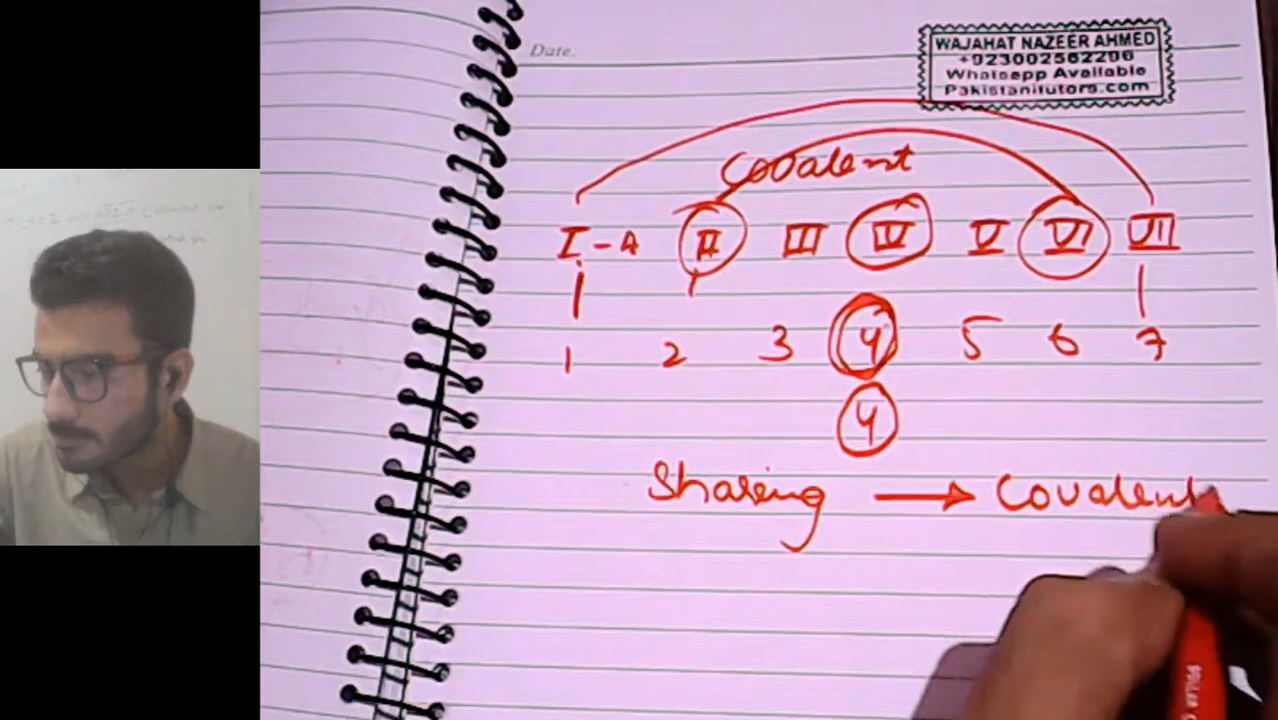 Date:
WAJAHAT NAZEER AHMED
+923002562206
Whatsapp Available
Pakistanitutors.com
Covalent
I-A II III IV V VI VII
1 2 3 4 5 6 7
4
Sharing → Covalent